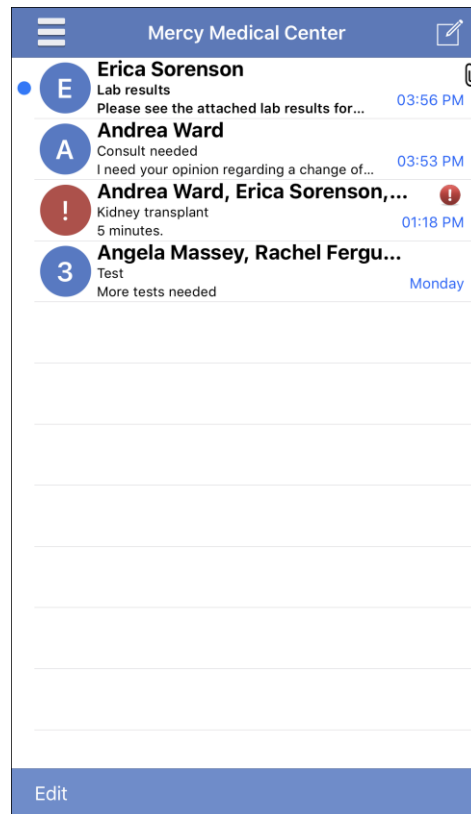 Mercy Medical Center
E
Erica Sorenson
Lab results
Please see the attached lab results for...
03:56 PM
A
Andrea Ward
Consult needed
I need your opinion regarding a change of...
03:53 PM
!
Andrea Ward, Erica Sorenson,...
!
Kidney transplant
5 minutes.
01:18 PM
3
Angela Massey, Rachel Fergu...
Test
More tests needed
Monday
Edit